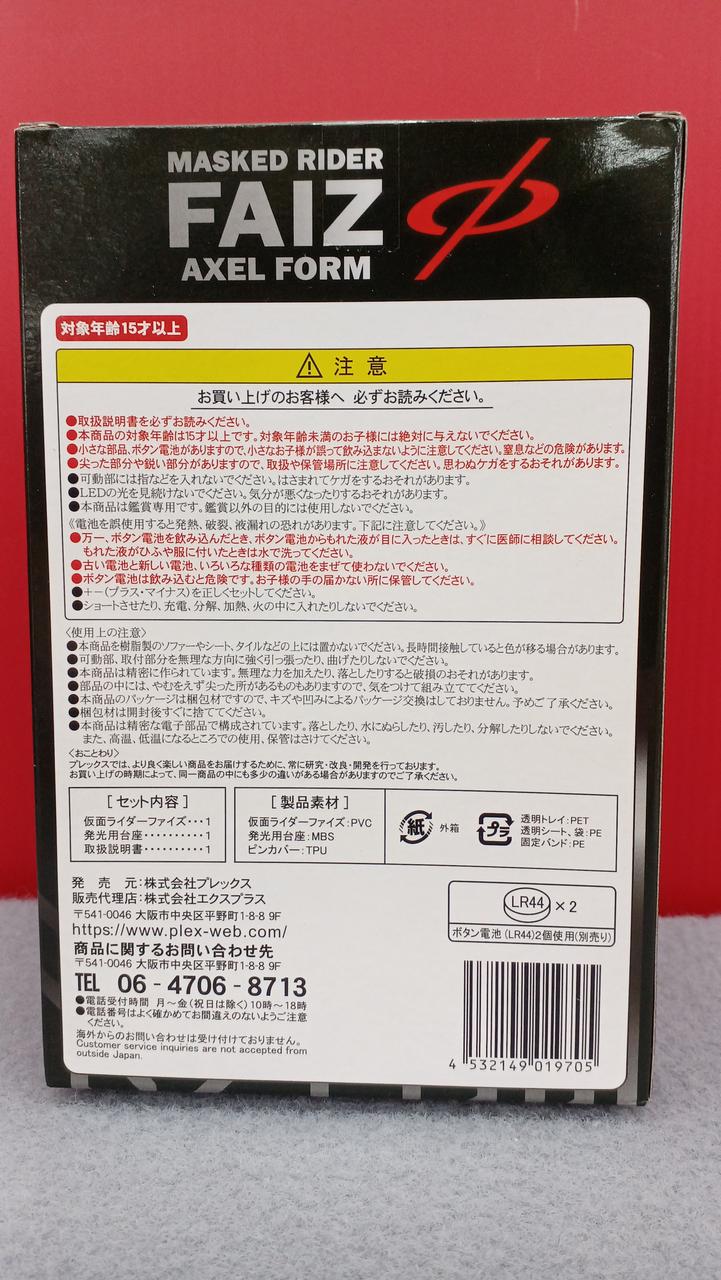 MASKED RIDER
FAIZ
AXEL FORM
対象年齢15才以上
注意
お買い上げのお客様へ 必ずお読みください。
●取扱説明書を必ずお読みください。
●本商品の対象年齢は15才以上です。対象年齢未満のお子様には絶対に与えないでください。
●小さな部品、ボタン電池がありますので、小さなお子様が誤って飲み込まないように注意してください。窒息などの危険があります。
●尖った部分や鋭い部分がありますので、取扱や保管場所に注意してください。思わぬケガをするおそれがあります。
●可動部には指などを入れないでください。はさまれてケガをするおそれがあります。
●LEDの光を見続けないでください。気分が悪くなったりするおそれがあります。
●本商品は鑑賞専用です。鑑賞以外の目的には使用しないでください。
《電池を誤使用すると発熱、破裂、液漏れの恐れがあります。下記に注意してください。》
●万一、ボタン電池を飲み込んだとき、ボタン電池からもれた液が目に入ったときは、すぐに医師に相談してください。
もれた液がひふや服に付いたときは水で洗ってください。
●古い電池と新しい電池、いろいろな種類の電池をまぜて使わないでください。
●ボタン電池は飲み込むと危険です。お子様の手の届かない所に保管してください。
●＋－(プラス・マイナス)を正しくセットしてください。
●ショートさせたり、充電、分解、加熱、火の中に入れたりしないでください。
〈使用上の注意〉
●本商品を樹脂製のソファーやシート、タイルなどの上には置かないでください。長時間接触していると色が移る場合があります。
●可動部、取付部分を無理な方向に強く引っ張ったり、曲げたりしないでください。
●本商品は精密に作られています。無理な力を加えたり、落としたりすると破損のおそれがあります。
●部品の中には、やむをえず尖った所があるものもありますので、気をつけて組み立ててください。
●本商品のパッケージは梱包材ですので、キズや凹みによるパッケージ交換はしておりません。予めご了承ください。
●梱包材は開封後すぐに捨ててください。
●本商品は精密な電子部品で構成されています。落としたり、水にぬらしたり、汚したり、分解したりしないでください。
また、高温、低温になるところでの使用、保管はさけてください。
〈おことわり〉
プレックスでは、より良く楽しい商品をお届けするために、常に研究・改良・開発を行っております。
お買い上げの時期によって、同一商品の中にも多少の違いがある場合がありますのでご了承ください。
[セット内容]
仮面ライダーファイズ・・・1
発光用台座・・・・・・・・・・1
取扱説明書・・・・・・・・・・1
[製品素材]
仮面ライダーファイズ:PVC
発光用台座:MBS
ピンカバー:TPU
紙 外箱
プラ
透明トレイ:PET
透明シート、袋:PE
固定バンド:PE
発売元:株式会社プレックス
販売代理店:株式会社エクスプラス
〒541-0046 大阪市中央区平野町1-8-8 9F
https://www.plex-web.com/
商品に関するお問い合わせ先
〒541-0046 大阪市中央区平野町1-8-8 9F
TEL 06-4706-8713
●電話受付時間 月～金(祝日は除く)10時～18時
●電話番号はよく確かめてお間違えのないようご注意
ください。
海外からのお問い合わせは受け付けておりません。
Customer service inquiries are not accepted from
outside Japan.
LR44 ×2
ボタン電池(LR44)2個使用(別売り)
4 532149 019705